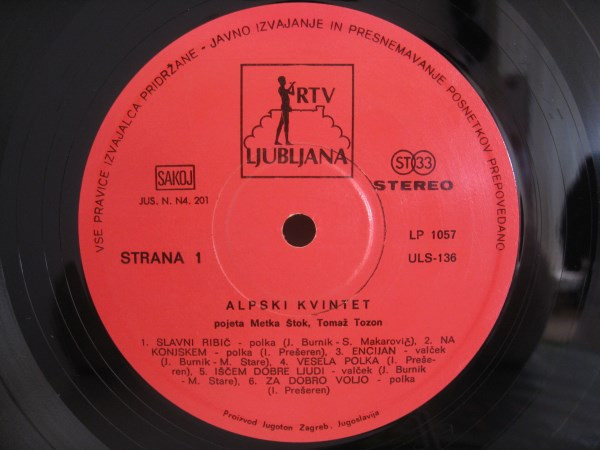 VSE PRAVICE IZVAJALCA PRIDRŽANE - JAVNO IZVAJANJE IN PRESNEMAVANJE POSNETKOV PREPOVEDANO
RTV
LJUBLJANA
SAKOJ
JUS. N. N4. 201
ST 33
STEREO
STRANA 1
LP 1057
ULS-136
ALPSKI KVINTET
pojeta Metka Štok, Tomaž Tozon
1. SLAVNI RIBIČ - polka (J. Burnik-S. Makarovič), 2. NA
KONJSKEM - polka (I. Prešeren), 3. ENCIJAN - valček
(J. Burnik-M. Stare), 4. VESELA POLKA (I. Preše-
ren), 5. IŠČEM DOBRE LJUDI - valček (J. Burnik
-M. Stare), 6. ZA DOBRO VOLJO - polka
(I. Prešeren)
Proizvod Jugoton Zagreb, Jugoslavije